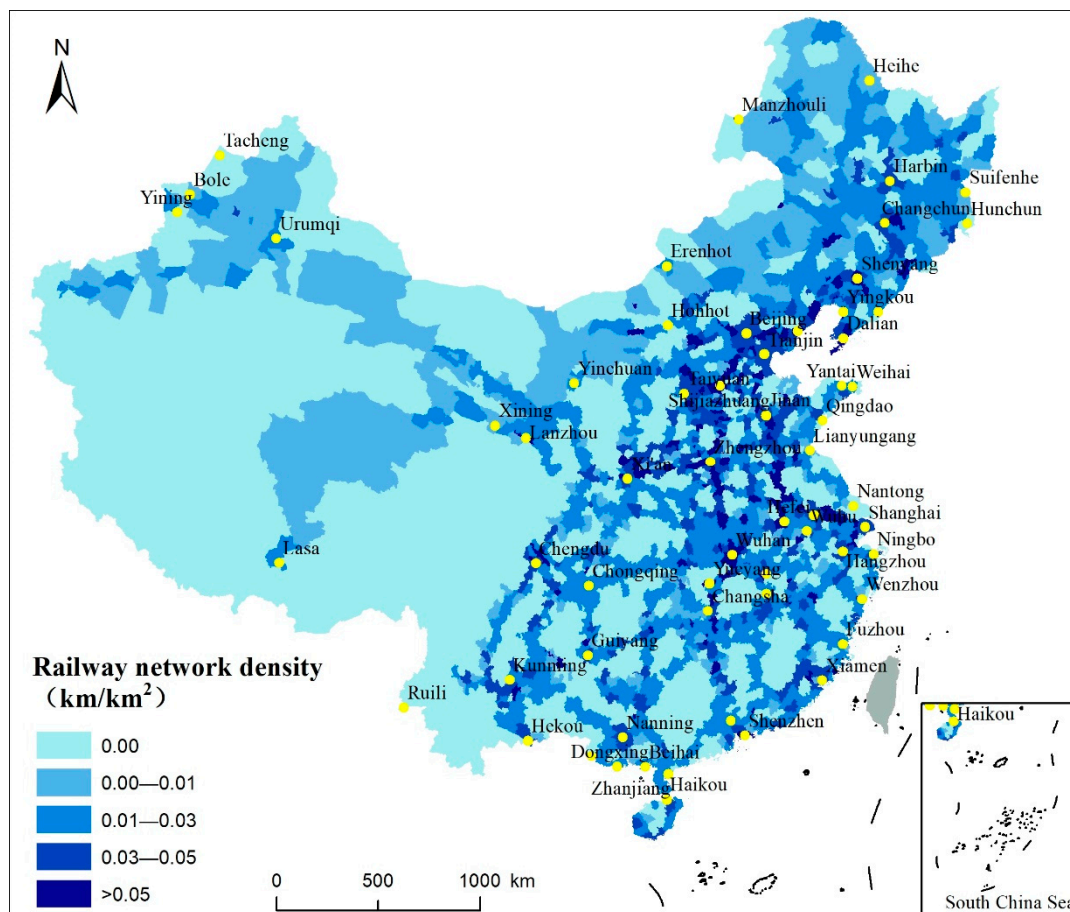 N
Heihe
Manzhouli
Tacheng
Harbin
Bole
Suifenhe
Yining
Changchun
Hunchun
Urumqi
Erenhot
Shenyang
Yingkou
Hohhot
Beijing
Dalian
Tianjin
Yinchuan
Taiyuan
Yantai
Weihai
Shijiazhuang
Jinan
Xining
Qingdao
Lanzhou
Lianyungang
Zhengzhou
Xi'an
Nantong
Hefei
Wuhu
Shanghai
Lasa
Chengdu
Wuhan
Ningbo
Hangzhou
Chongqing
Yueyang
Changsha
Wenzhou
Guiyang
Fuzhou
Railway network density
(km/km²)
Kunming
Xiamen
Ruili
Hekou
Nanning
Shenzhen
Haikou
Dongxing
Beihai
Zhanjiang
Haikou
0.00
0.00—0.01
0.01—0.03
0.03—0.05
>0.05
0 500 1000 km
South China Sea